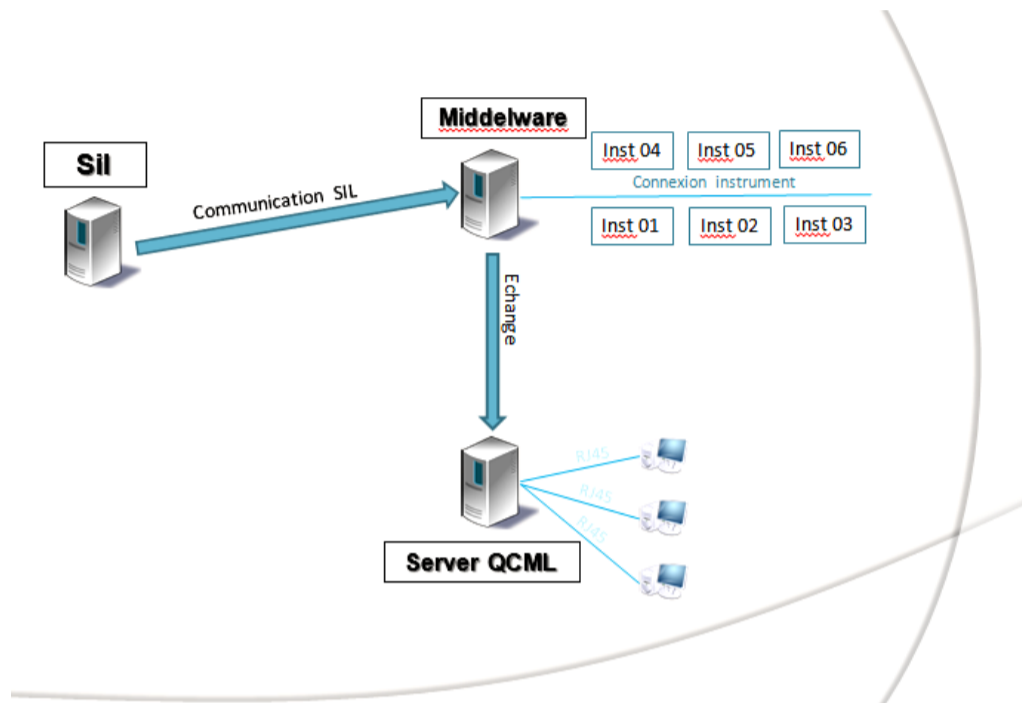 Middelware
Sil
Inst 04
Inst 05
Inst 06
Connexion instrument
Communication SIL
Inst 01
Inst 02
Inst 03
Echange
RJ45
RJ45
RJ45
Server QCML